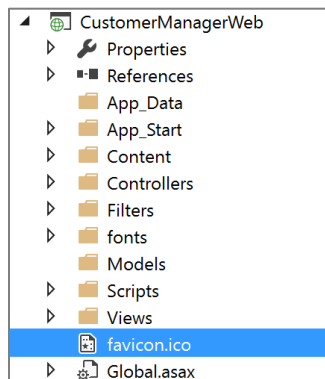 CustomerManagerWeb
Properties
References
App_Data
App_Start
Content
Controllers
Filters
fonts
Models
Scripts
Views
favicon.ico
Global.asax